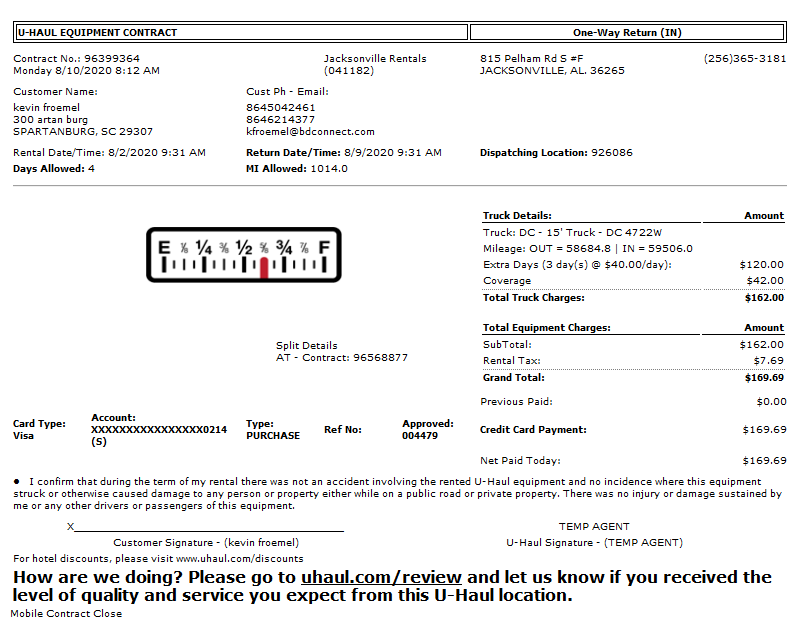 U-HAUL EQUIPMENT CONTRACT
One-Way Return (IN)
Contract No.: 96399364
Monday 8/10/2020 8:12 AM
Jacksonville Rentals
(041182)
815 Pelham Rd S #F
JACKSONVILLE, AL. 36265
(256)365-3181
Customer Name:
kevin froemel
300 artan burg
SPARTANBURG, SC 29307
Cust Ph - Email:
8645042461
8646214377
kfroemel@bdconnect.com
Rental Date/Time: 8/2/2020 9:31 AM
Return Date/Time: 8/9/2020 9:31 AM
Dispatching Location: 926086
Days Allowed: 4
MI Allowed: 1014.0
E ⅛ 1/4 ⅜ 1/2 ⅝ 3/4 ⅞ F
Split Details
AT - Contract: 96568877
Truck Details: Amount
Truck: DC - 15' Truck - DC 4722W
Mileage: OUT = 58684.8 | IN = 59506.0
Extra Days (3 day(s) @ $40.00/day): $120.00
Coverage $42.00
Total Truck Charges: $162.00
Total Equipment Charges: Amount
SubTotal: $162.00
Rental Tax: $7.69
Grand Total: $169.69
Previous Paid: $0.00
Card Type:
Visa
Account:
XXXXXXXXXXXXXXXX0214
(S)
Type:
PURCHASE
Ref No:
Approved:
004479
Credit Card Payment: $169.69
Net Paid Today: $169.69
● I confirm that during the term of my rental there was not an accident involving the rented U-Haul equipment and no incidence where this equipment
struck or otherwise caused damage to any person or property either while on a public road or private property. There was no injury or damage sustained by
me or any other drivers or passengers of this equipment.
X
Customer Signature - (kevin froemel)
TEMP AGENT
U-Haul Signature - (TEMP AGENT)
For hotel discounts, please visit www.uhaul.com/discounts
How are we doing? Please go to uhaul.com/review and let us know if you received the
level of quality and service you expect from this U-Haul location.
Mobile Contract Close